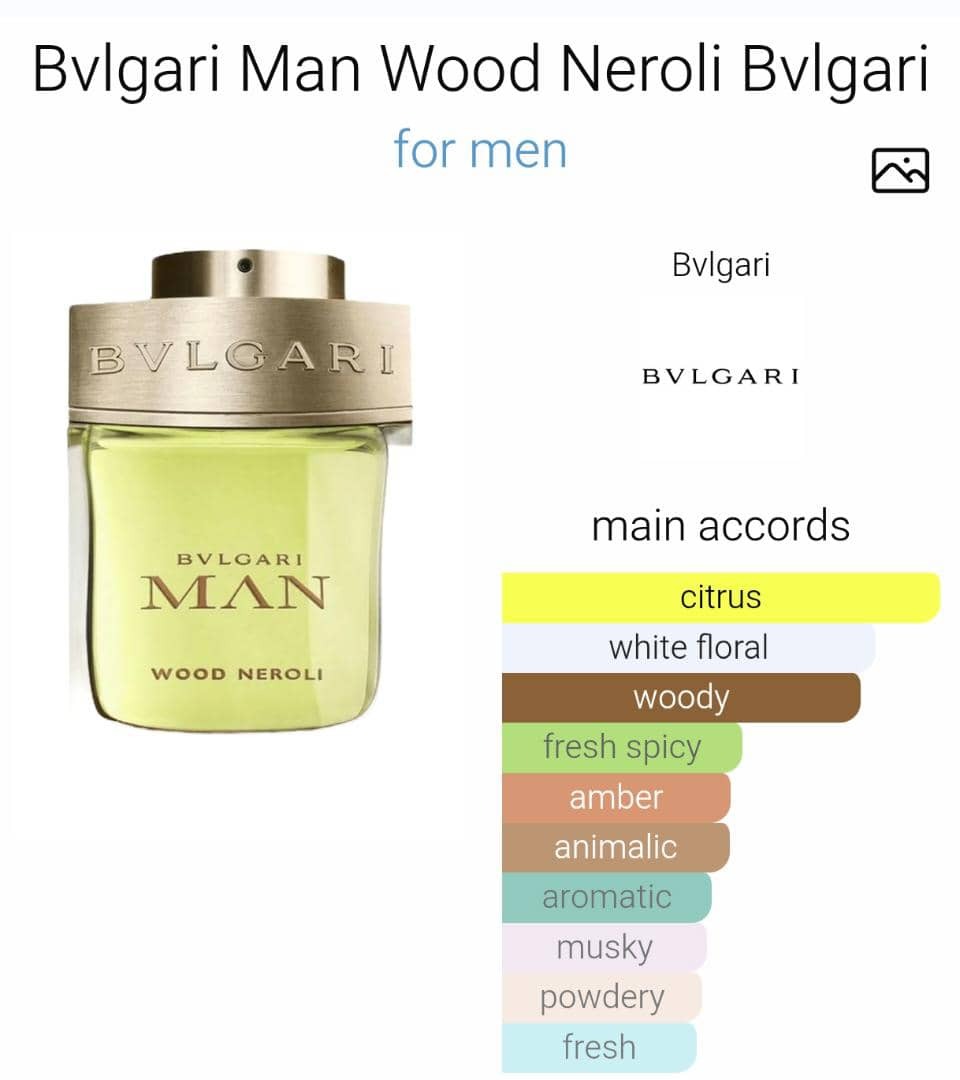 Bvlgari Man Wood Neroli Bvlgari
for men
BVLGARI
BVLGARI
MAN
WOOD NEROLI
Bvlgari
BVLGARI
main accords
citrus
white floral
woody
fresh spicy
amber
animalic
aromatic
musky
powdery
fresh